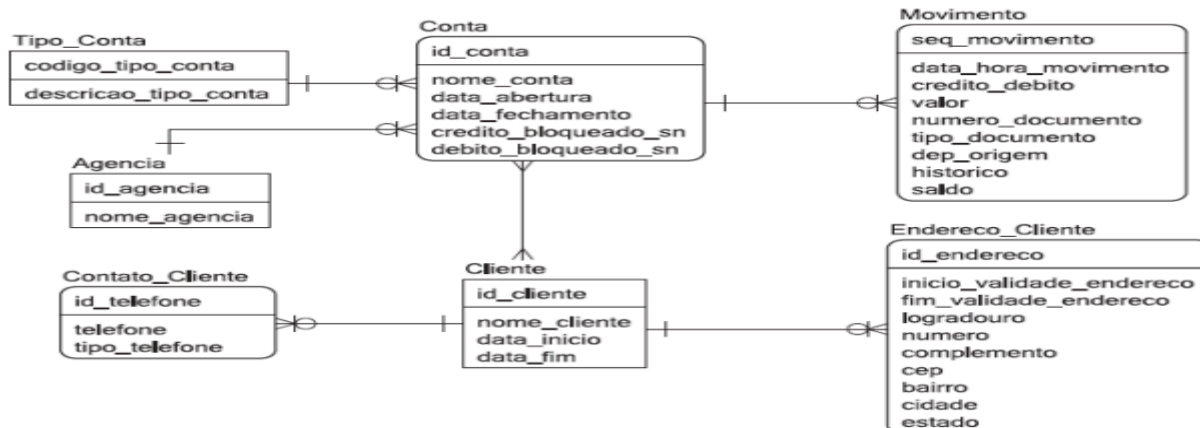 Tipo_Conta
codigo_tipo_conta
descricao_tipo_conta
Conta
id_conta
nome_conta
data_abertura
data_fechamento
credito_bloqueado_sn
debito_bloqueado_sn
Movimento
seq_movimento
data_hora_movimento
credito_debito
valor
numero_documento
tipo_documento
dep_origem
historico
saldo
Agencia
id_agencia
nome_agencia
Contato_Cliente
id_telefone
telefone
tipo_telefone
Cliente
id_cliente
nome_cliente
data_inicio
data_fim
Endereco_Cliente
id_endereco
inicio_validade_endereco
fim_validade_endereco
logradouro
numero
complemento
cep
bairro
cidade
estado